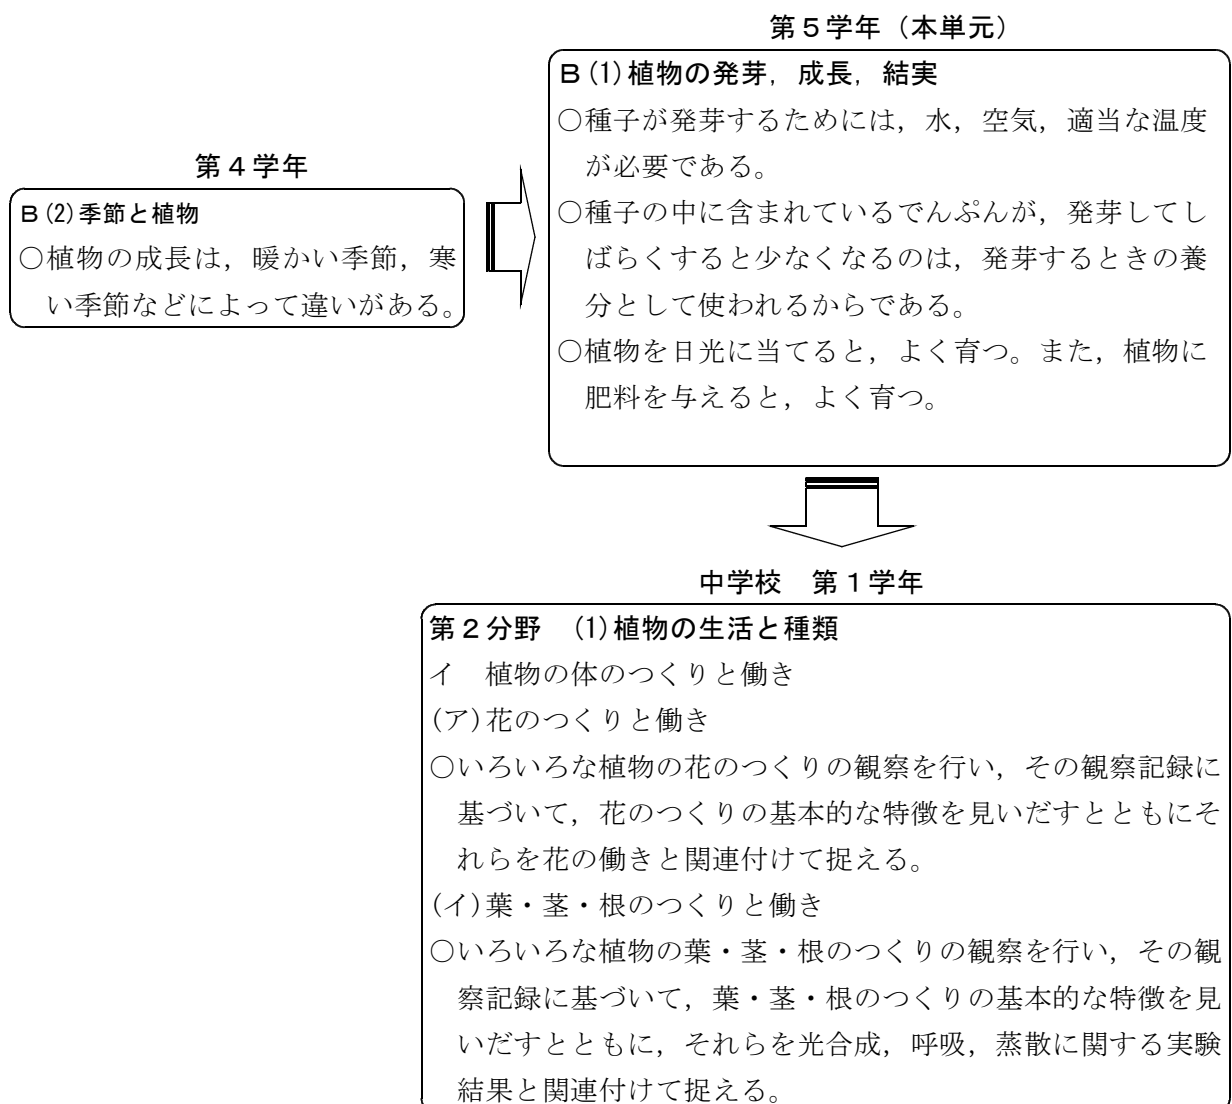 第４学年
Ｂ(2)季節と植物
○植物の成長は，暖かい季節，寒
い季節などによって違いがある。
第５学年（本単元）
Ｂ(1)植物の発芽，成長，結実
○種子が発芽するためには，水，空気，適当な温度
が必要である。
○種子の中に含まれているでんぷんが，発芽してし
ばらくすると少なくなるのは，発芽するときの養
分として使われるからである。
○植物を日光に当てると，よく育つ。また，植物に
肥料を与えると，よく育つ。
中学校　第１学年
第２分野　(1)植物の生活と種類
イ　植物の体のつくりと働き
(ア)花のつくりと働き
○いろいろな植物の花のつくりの観察を行い，その観察記録に
基づいて，花のつくりの基本的な特徴を見いだすとともにそ
れらを花の働きと関連付けて捉える。
(イ)葉・茎・根のつくりと働き
○いろいろな植物の葉・茎・根のつくりの観察を行い，その観
察記録に基づいて，葉・茎・根のつくりの基本的な特徴を見
いだすとともに，それらを光合成，呼吸，蒸散に関する実験
結果と関連付けて捉える。